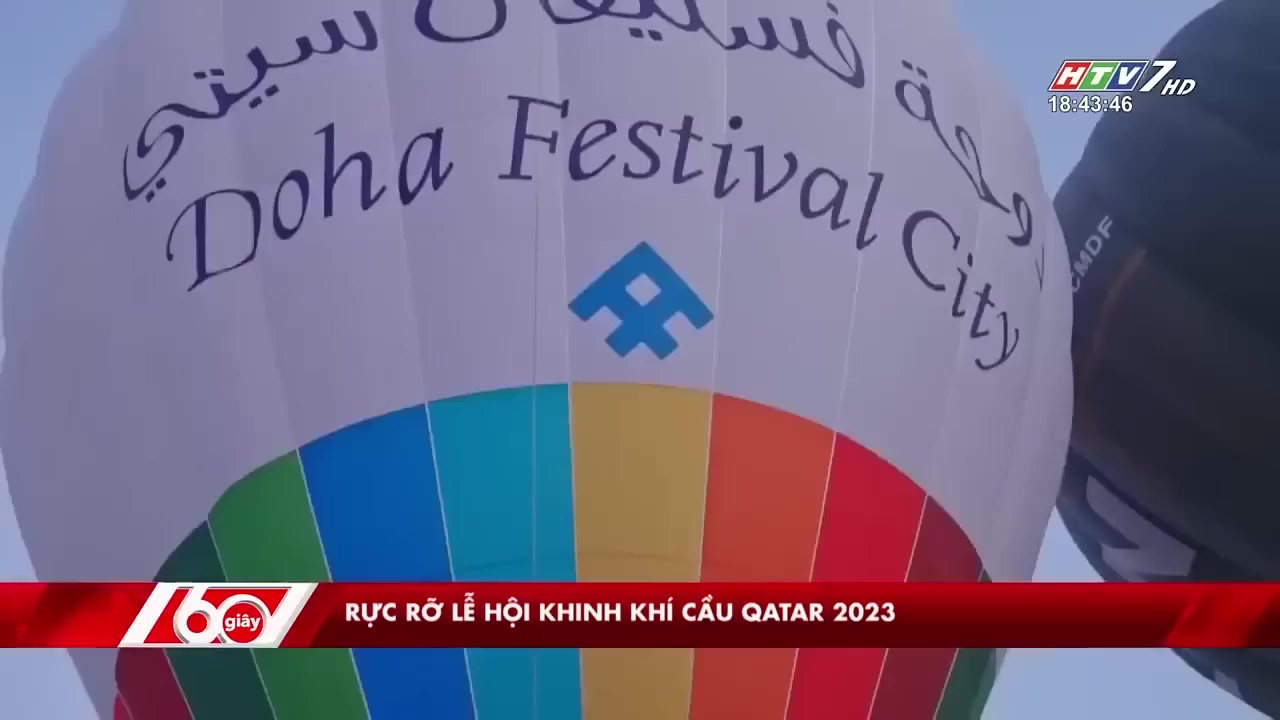 دوحة فستيفال سيتي
Doha Festival City
HTV7 HD
18:43:46
CMDF
60 giây
RỰC RỠ LỄ HỘI KHINH KHÍ CẦU QATAR 2023